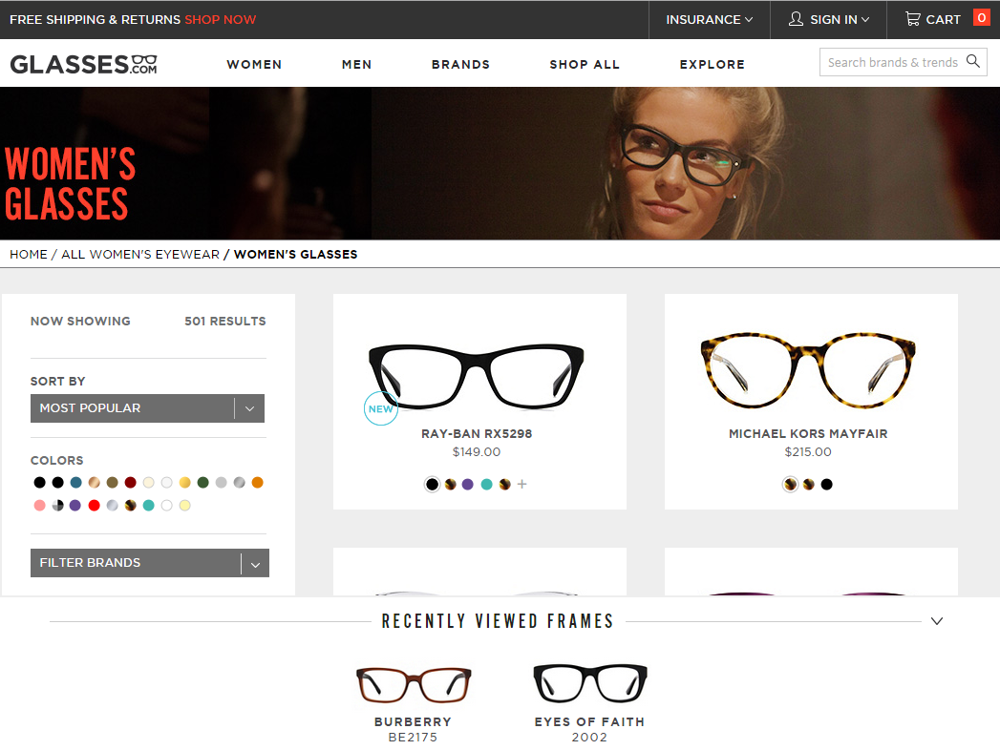 FREE SHIPPING & RETURNS SHOP NOW
INSURANCE
SIGN IN
CART 0
GLASSES.COM
WOMEN
MEN
BRANDS
SHOP ALL
EXPLORE
Search brands & trends
WOMEN'S
GLASSES
HOME / ALL WOMEN'S EYEWEAR / WOMEN'S GLASSES
NOW SHOWING 501 RESULTS
SORT BY
MOST POPULAR
COLORS
FILTER BRANDS
NEW
RAY-BAN RX5298
$149.00
+
MICHAEL KORS MAYFAIR
$215.00
RECENTLY VIEWED FRAMES
BURBERRY
BE2175
EYES OF FAITH
2002